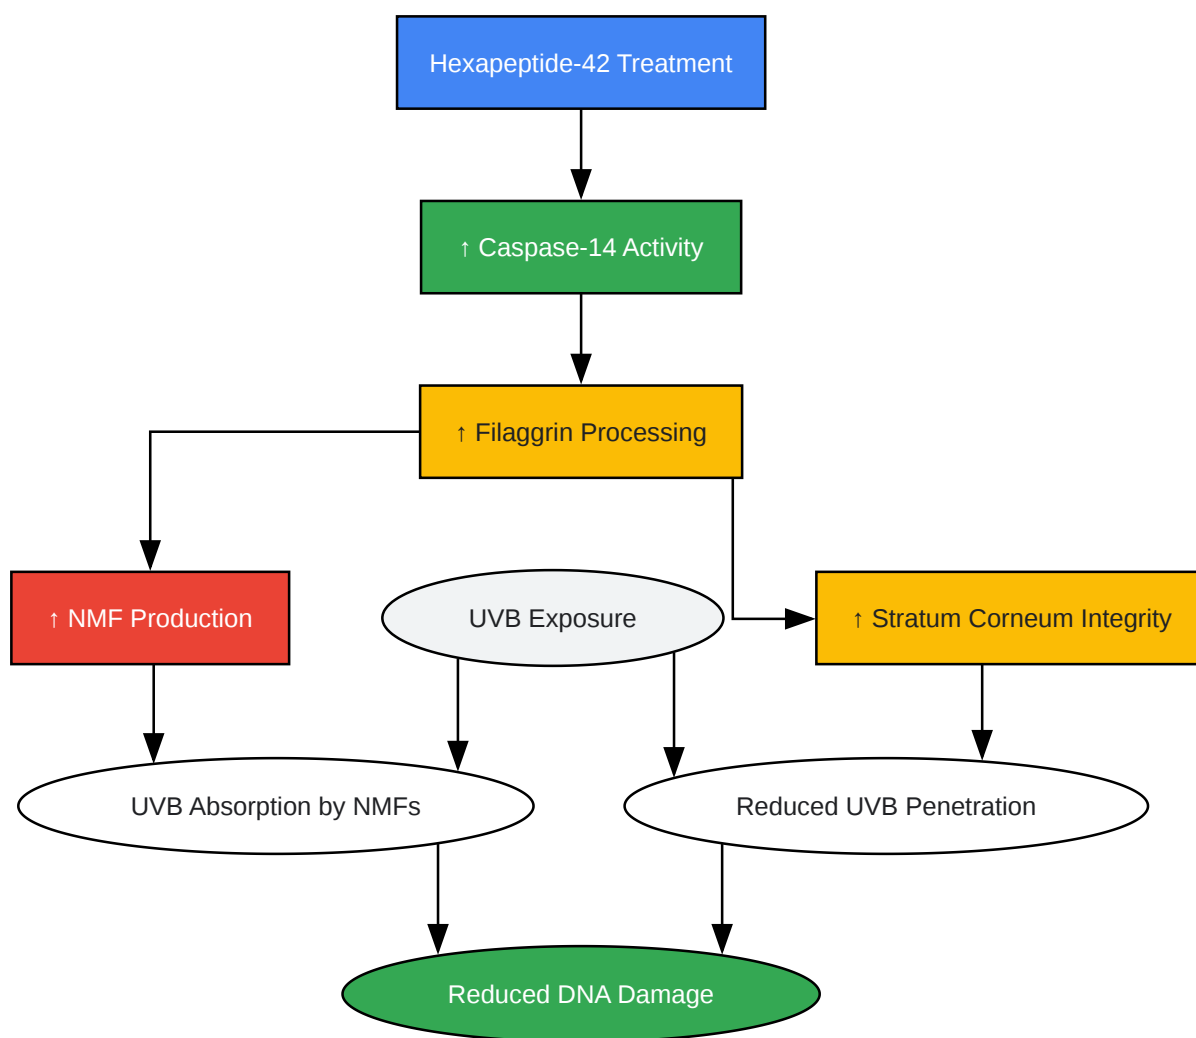 Hexapeptide-42 Treatment
↑ Caspase-14 Activity
↑ Filaggrin Processing
↑ NMF Production
UVB Exposure
↑ Stratum Corneum Integrity
UVB Absorption by NMFs
Reduced UVB Penetration
Reduced DNA Damage